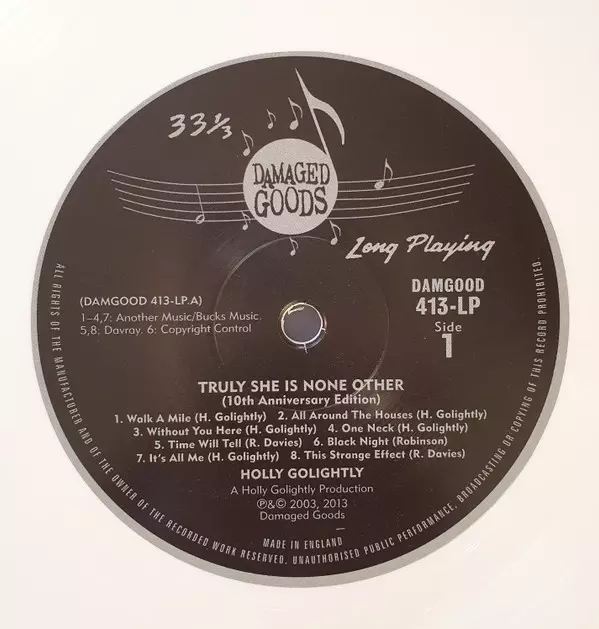 33⅓
DAMAGED
GOODS
Long Playing
DAMGOOD
413-LP
Side
1
(DAMGOOD 413-LP.A)
1–4,7: Another Music/Bucks Music.
5,8: Davray. 6: Copyright Control
TRULY SHE IS NONE OTHER
(10th Anniversary Edition)
1. Walk A Mile (H. Golightly) 2. All Around The Houses (H. Golightly)
3. Without You Here (H. Golightly) 4. One Neck (H. Golightly)
5. Time Will Tell (R. Davies) 6. Black Night (Robinson)
7. It's All Me (H. Golightly) 8. This Strange Effect (R. Davies)
HOLLY GOLIGHTLY
A Holly Golightly Production
℗&© 2003, 2013
Damaged Goods
MADE IN ENGLAND
ALL RIGHTS OF THE MANUFACTURER AND OF THE OWNER OF THE RECORDED WORK RESERVED. UNAUTHORISED PUBLIC PERFORMANCE, BROADCASTING OR COPYING OF THIS RECORD PROHIBITED.